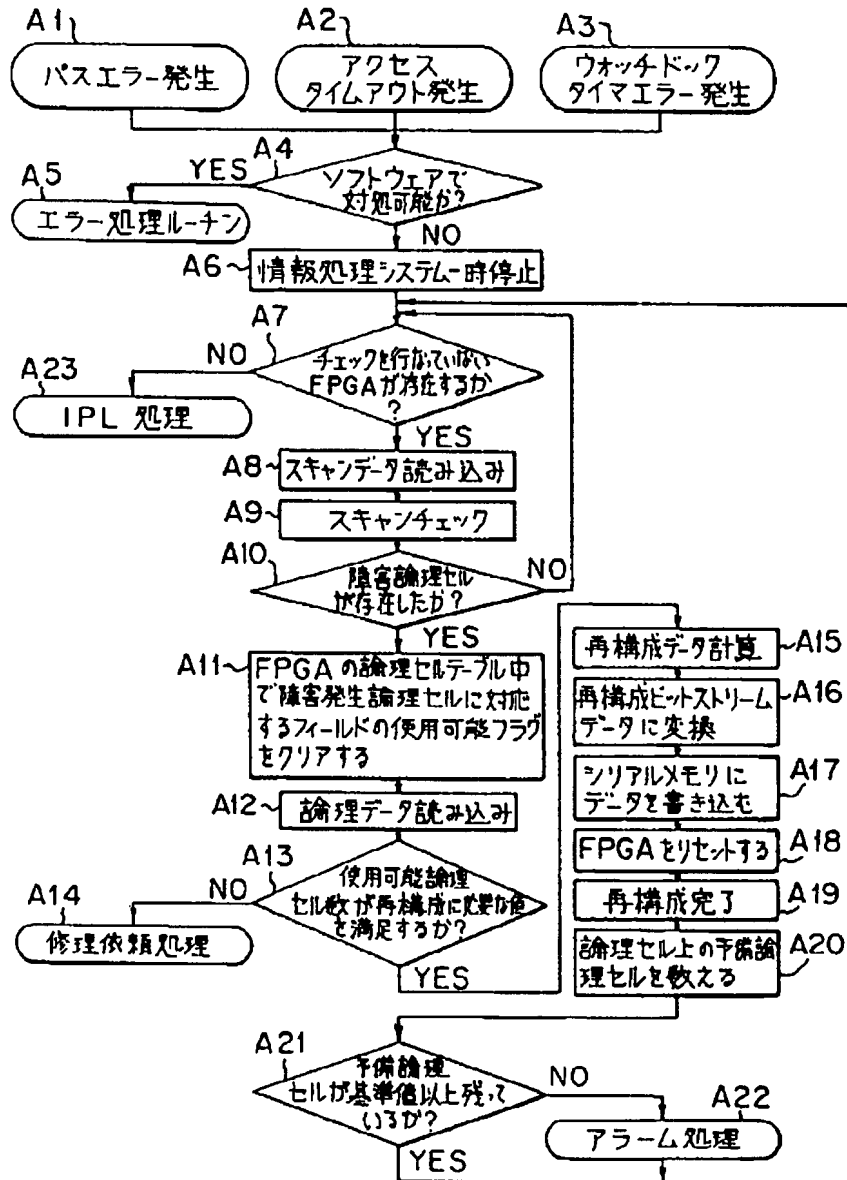 A1
バスエラー発生
A2
アクセス
タイムアウト発生
A3
ウォッチドック
タイマエラー発生
A4
ソフトウェアで
対処可能か?
YES
NO
A5
エラー処理ルーチン
A6
情報処理システム一時停止
A7
チェックを行なっていない
FPGAが存在するか
?
NO
YES
A23
IPL 処理
A8
スキャンデータ読み込み
A9
スキャンチェック
A10
障害論理セル
が存在したか?
NO
YES
A11
FPGAの論理セルテーブル中
で障害発生論理セルに対応
するフィールドの使用可能フラグ
をクリアする
A12
論理データ読み込み
A13
使用可能論理
セル数が再構成に必要な値
を満足するか?
NO
YES
A14
修理依頼処理
再構成データ計算
A15
再構成ビットストリーム
データに変換
A16
シリアルメモリに
データを書き込む
A17
FPGAをリセットする
A18
再構成完了
A19
論理セル上の予備論
理セルを数える
A20
A21
予備論理
セルが基準値以上残って
いるか?
NO
YES
A22
アラーム処理